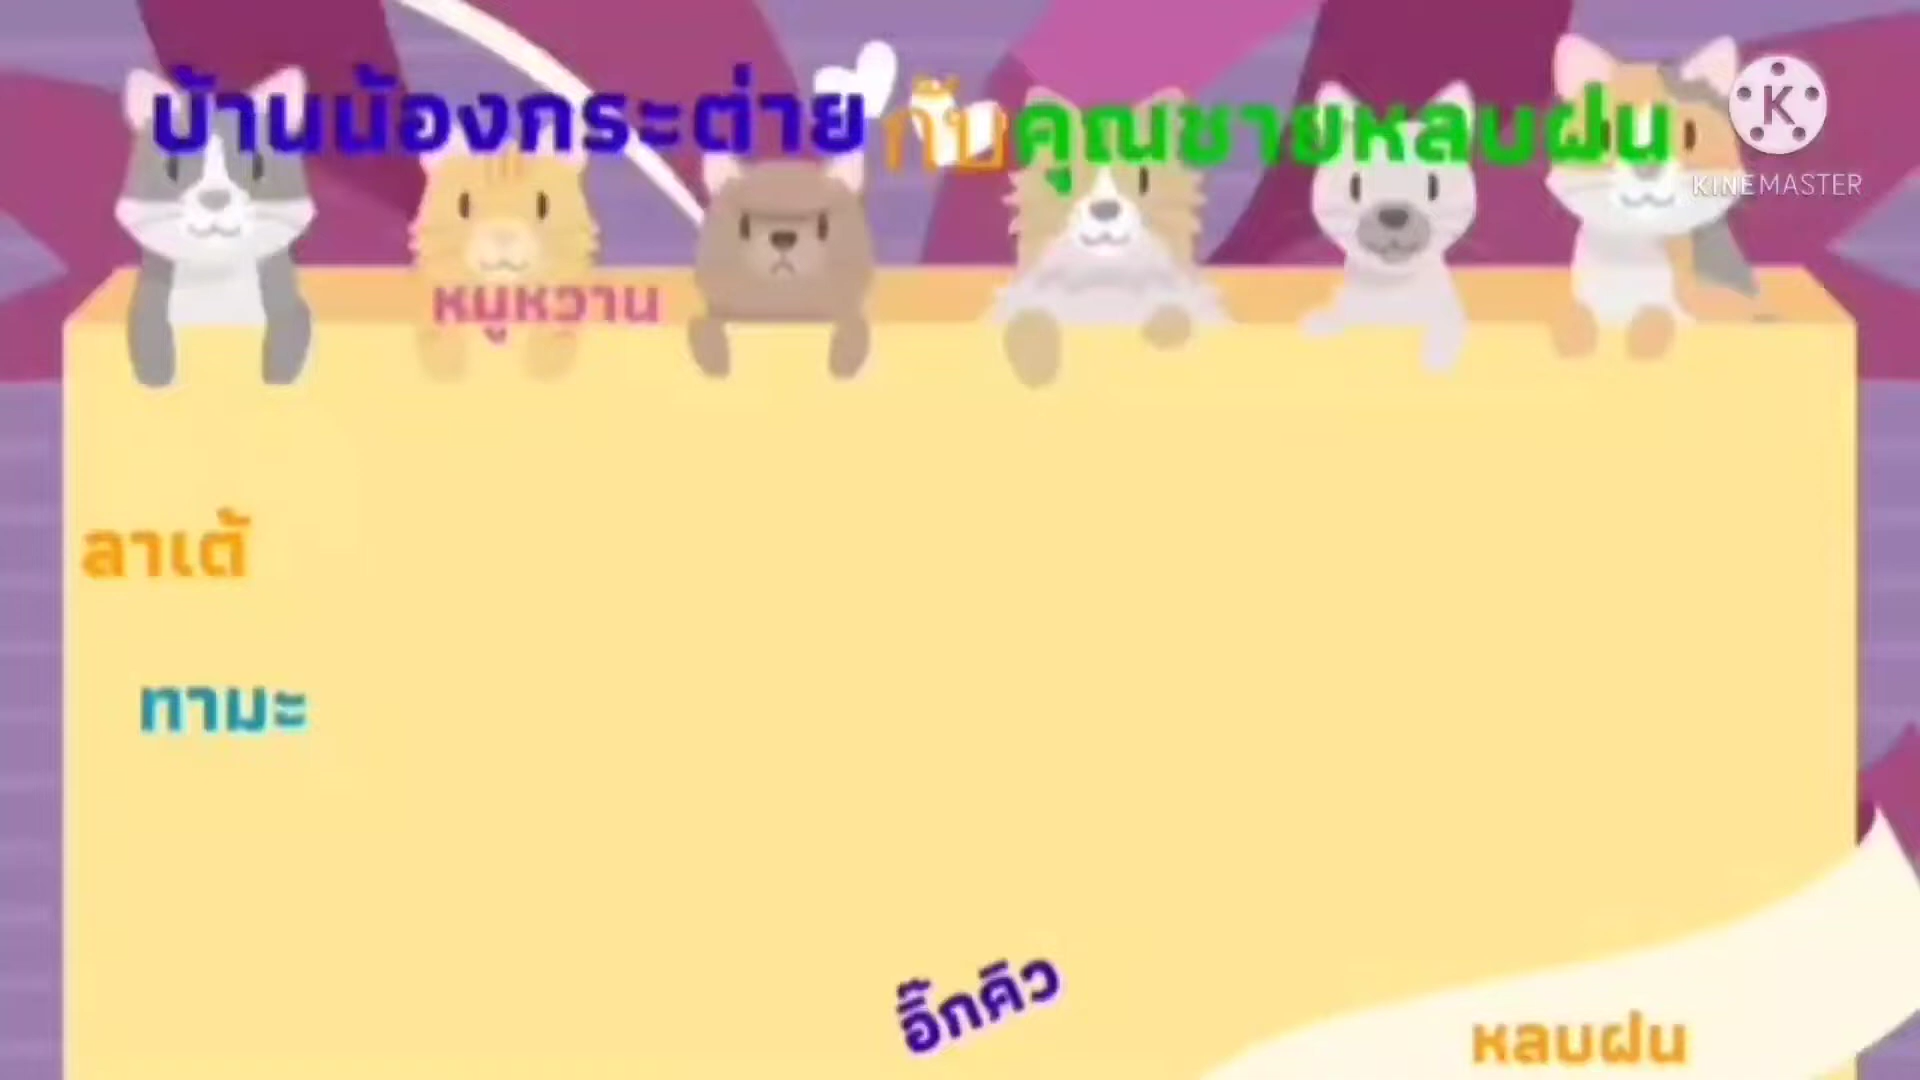 บ้านน้องกระต่าย กับ คุณชายหลบฝน
KINEMASTER
หมูหวาน
ลาเต้
ทามะ
อิ๊กคิว
หลบฝน